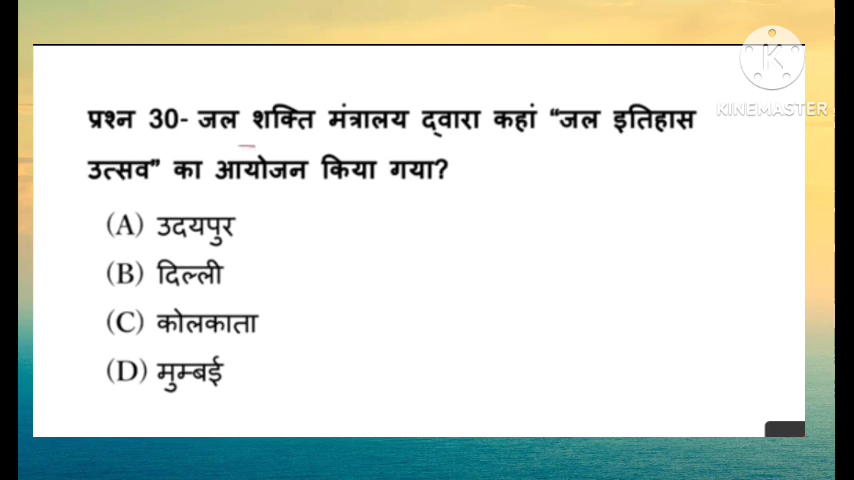 K
KINEMASTER
प्रश्न 30- जल शक्ति मंत्रालय द्वारा कहां “जल इतिहास
उत्सव” का आयोजन किया गया?
(A) उदयपुर
(B) दिल्ली
(C) कोलकाता
(D) मुम्बई